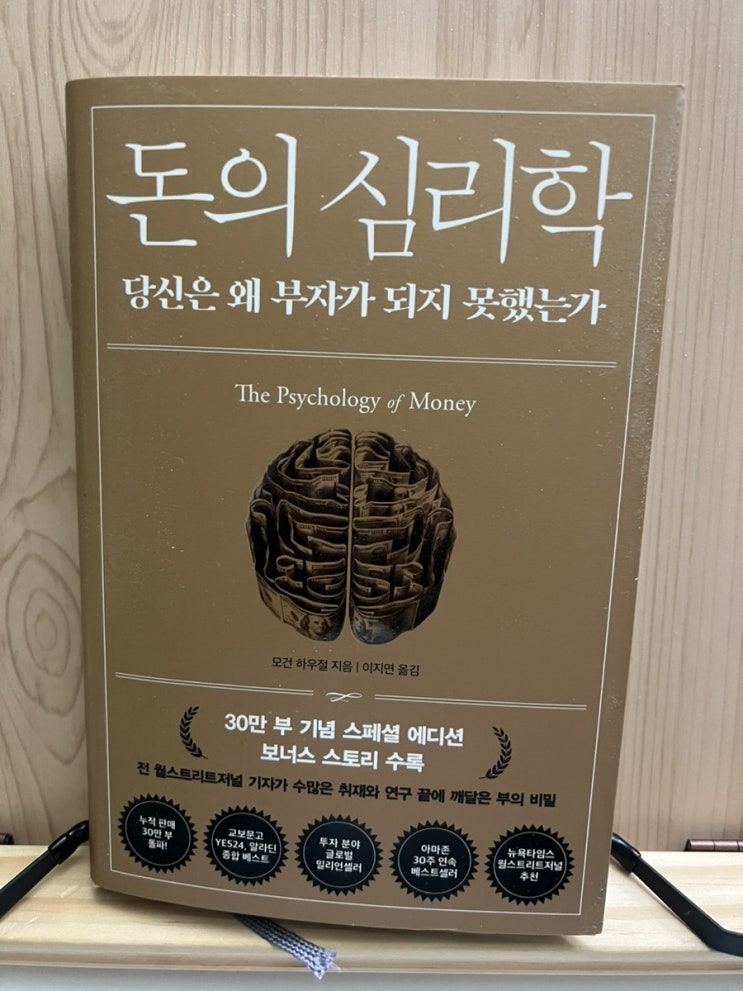 돈의 심리학
당신은 왜 부자가 되지 못했는가
The Psychology of Money
모건 하우절 지음 | 이지연 옮김
30만 부 기념 스페셜 에디션
보너스 스토리 수록
전 월스트리트저널 기자가 수많은 취재와 연구 끝에 깨달은 부의 비밀
누적 판매
30만 부
돌파!
교보문고
YES24, 알라딘
종합 베스트
투자 분야
글로벌
밀리언셀러
아마존
30주 연속
베스트셀러
뉴욕타임스
월스트리트저널
추천